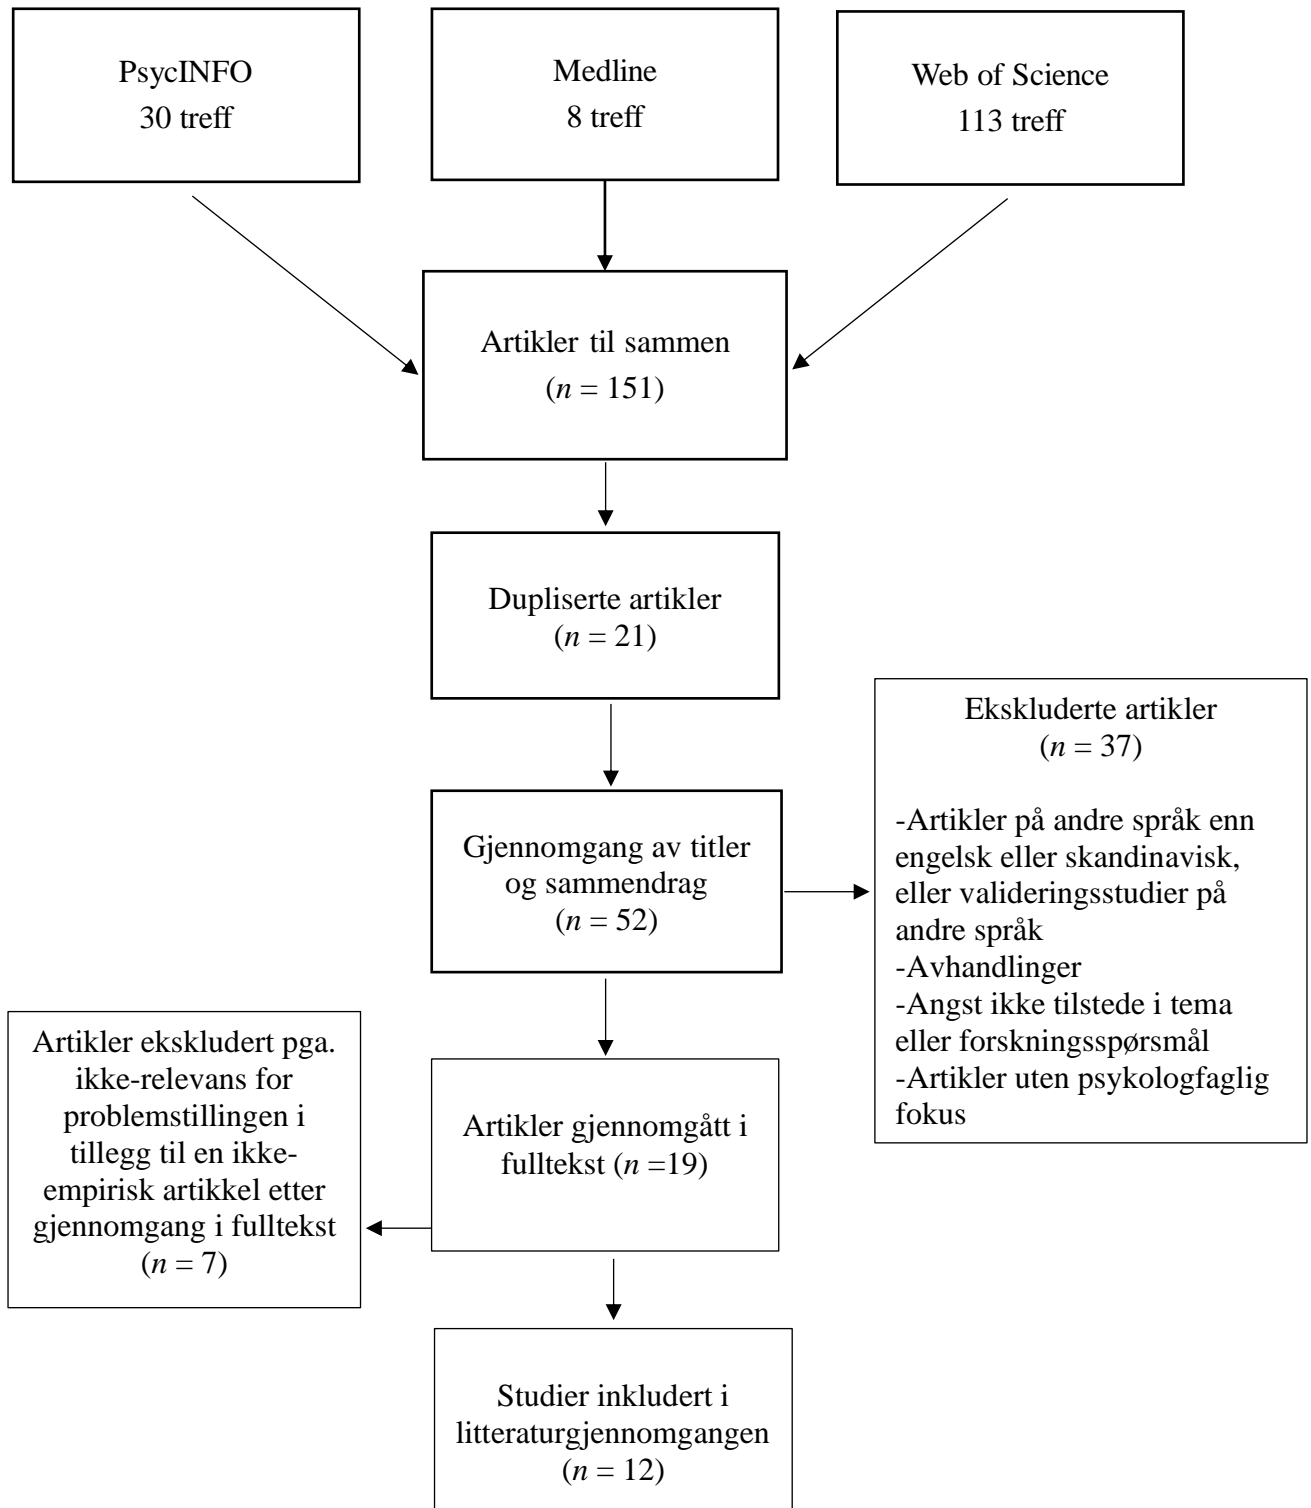 PsycINFO
30 treff
Medline
8 treff
Web of Science
113 treff
Artikler til sammen
(n = 151)
Dupliserte artikler
(n = 21)
Gjennomgang av titler
og sammendrag
(n = 52)
Ekskluderte artikler
(n = 37)
-Artikler på andre språk enn
engelsk eller skandinavisk,
eller valideringsstudier på
andre språk
-Avhandlinger
-Angst ikke tilstede i tema
eller forskningsspørsmål
-Artikler uten psykologfaglig
fokus
Artikler gjennomgått i
fulltekst (n =19)
Artikler ekskludert pga.
ikke-relevans for
problemstillingen i
tillegg til en ikke-
empirisk artikkel etter
gjennomgang i fulltekst
(n = 7)
Studier inkludert i
litteraturgjennomgangen
(n = 12)